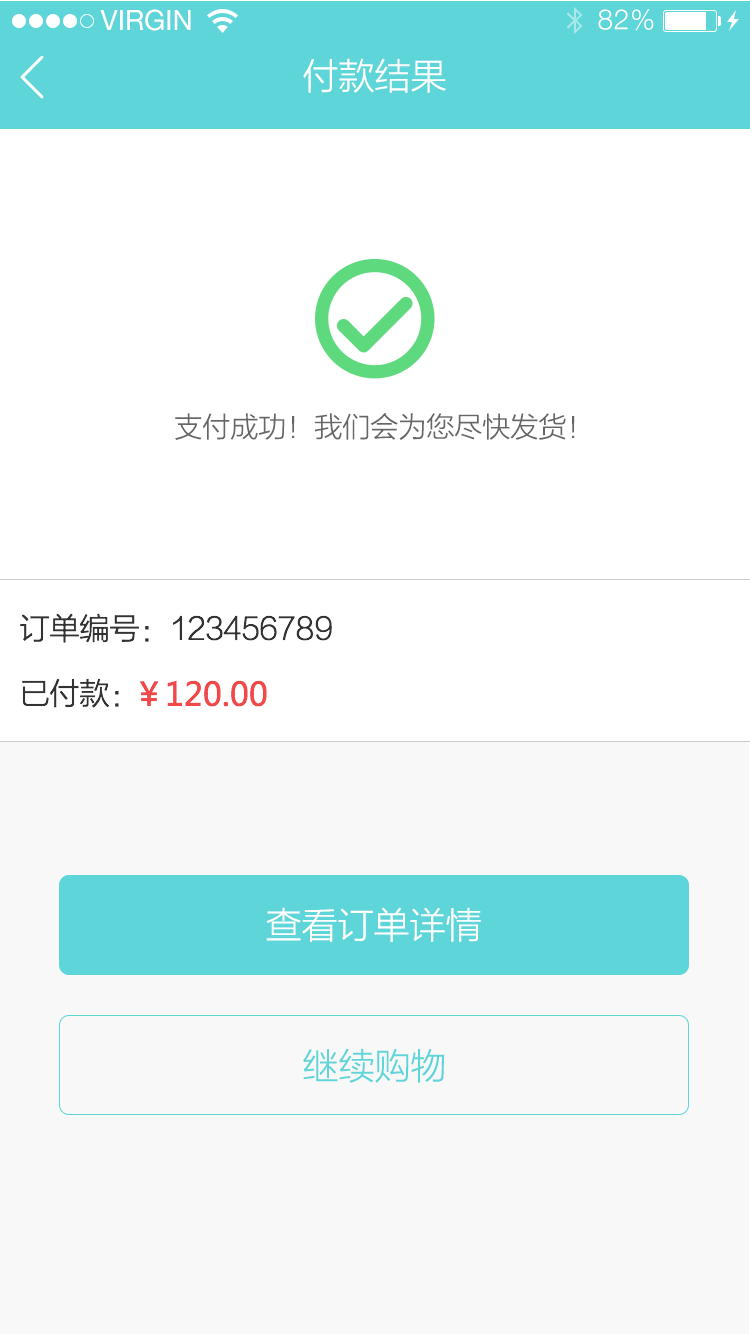 VIRGIN 82%
付款结果
支付成功！我们会为您尽快发货！
订单编号：123456789
已付款：￥120.00
查看订单详情
继续购物